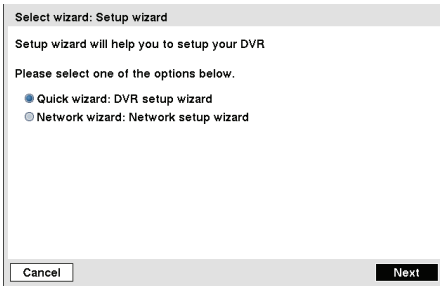 Select wizard: Setup wizard
Setup wizard will help you to setup your DVR
Please select one of the options below.
Quick wizard: DVR setup wizard
Network wizard: Network setup wizard
Cancel
Next